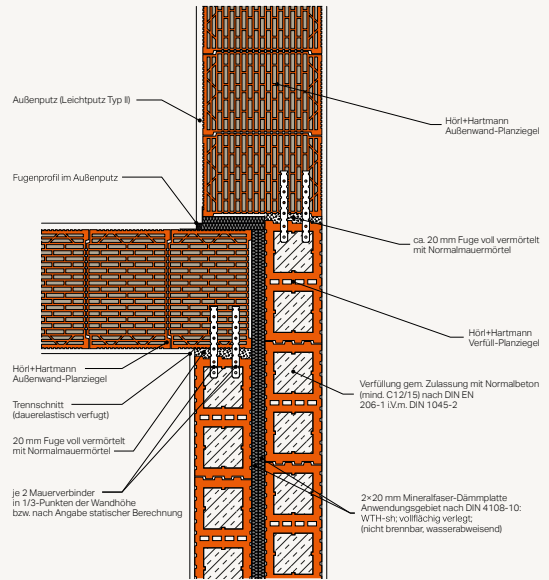 Außenputz (Leichtputz Typ II)
Fugenprofil im Außenputz
Hörl+Hartmann
Außenwand-Planziegel
Trennschnitt
(dauerelastisch verfugt)
20 mm Fuge voll vermörtelt
mit Normalmauermörtel
je 2 Mauerverbinder
in 1/3-Punkten der Wandhöhe
bzw. nach Angabe statischer Berechnung
Hörl+Hartmann
Außenwand-Planziegel
ca. 20 mm Fuge voll vermörtelt
mit Normalmauermörtel
Hörl+Hartmann
Verfüll-Planziegel
Verfüllung gem. Zulassung mit Normalbeton
(mind. C12/15) nach DIN EN
206-1 i.V.m. DIN 1045-2
2×20 mm Mineralfaser-Dämmplatte
Anwendungsgebiet nach DIN 4108-10:
WTH-sh; vollflächig verlegt;
(nicht brennbar, wasserabweisend)